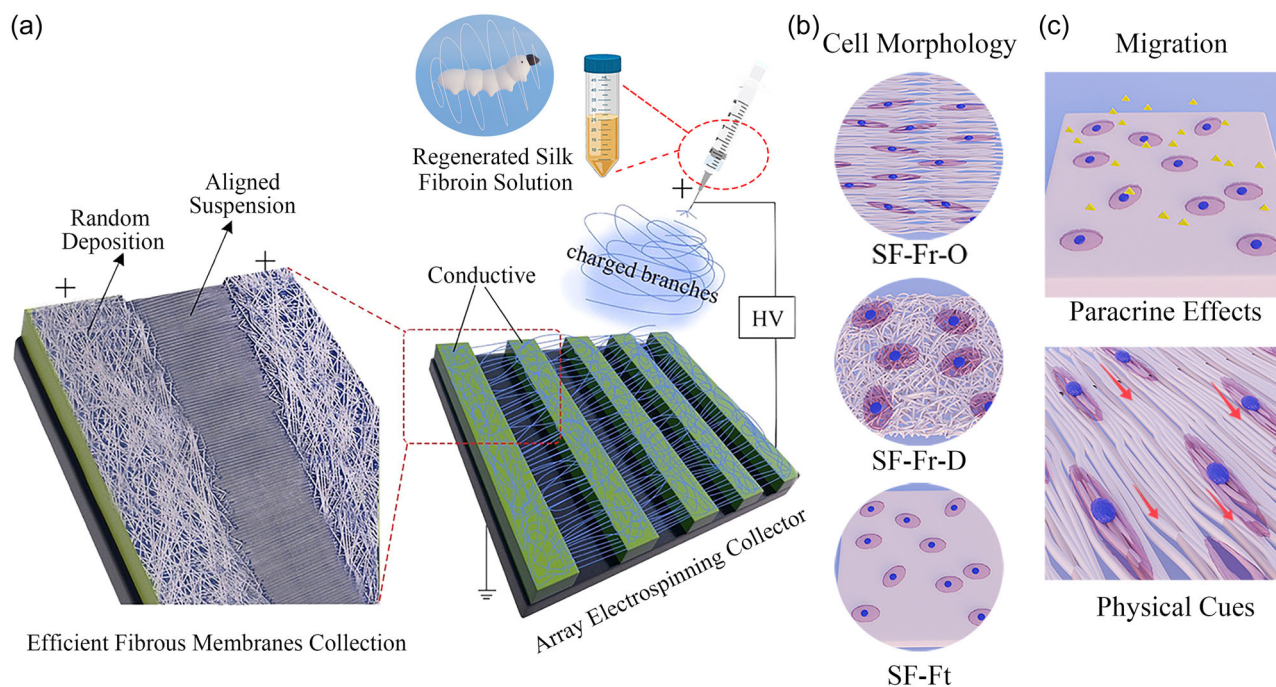 (a)
Regenerated Silk
Fibroin Solution
Aligned
Suspension
Random
Deposition
+
+
+
Conductive
charged branches
HV
Array Electrospinning Collector
Efficient Fibrous Membranes Collection
(b)
Cell Morphology
SF-Fr-O
SF-Fr-D
SF-Ft
(c)
Migration
Paracrine Effects
Physical Cues